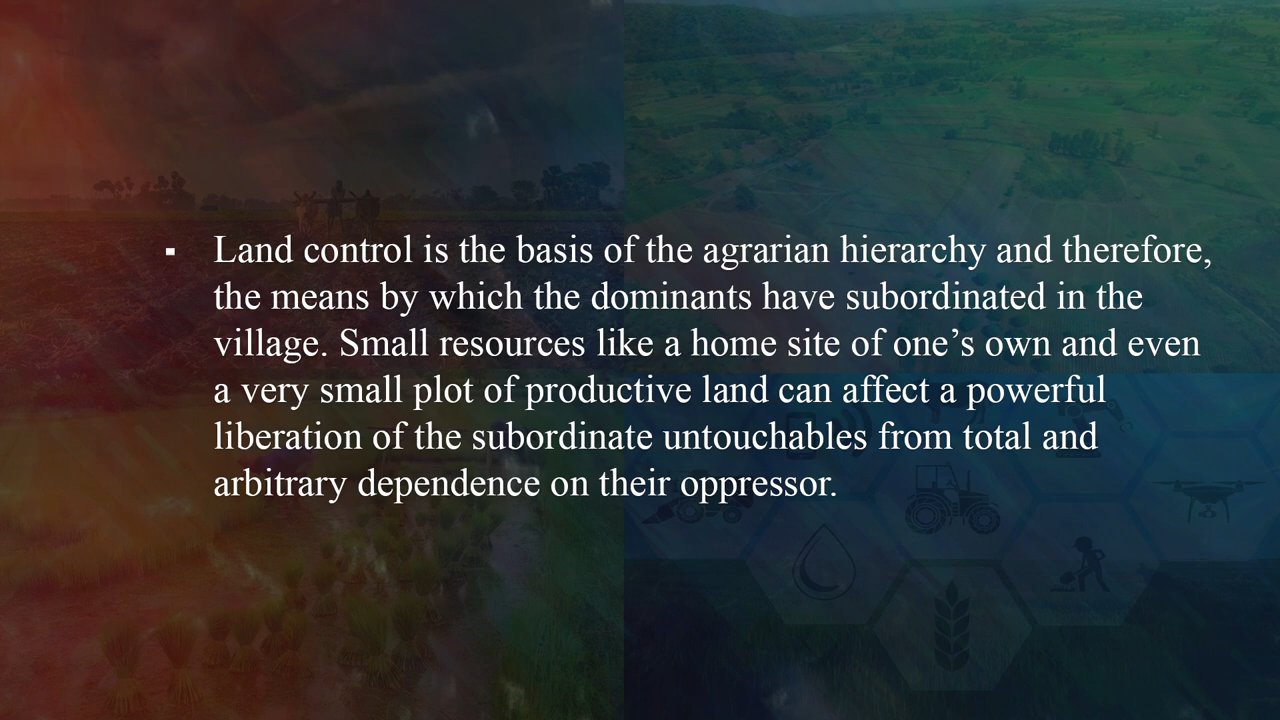 ▪ Land control is the basis of the agrarian hierarchy and therefore,
the means by which the dominants have subordinated in the
village. Small resources like a home site of one’s own and even
a very small plot of productive land can affect a powerful
liberation of the subordinate untouchables from total and
arbitrary dependence on their oppressor.